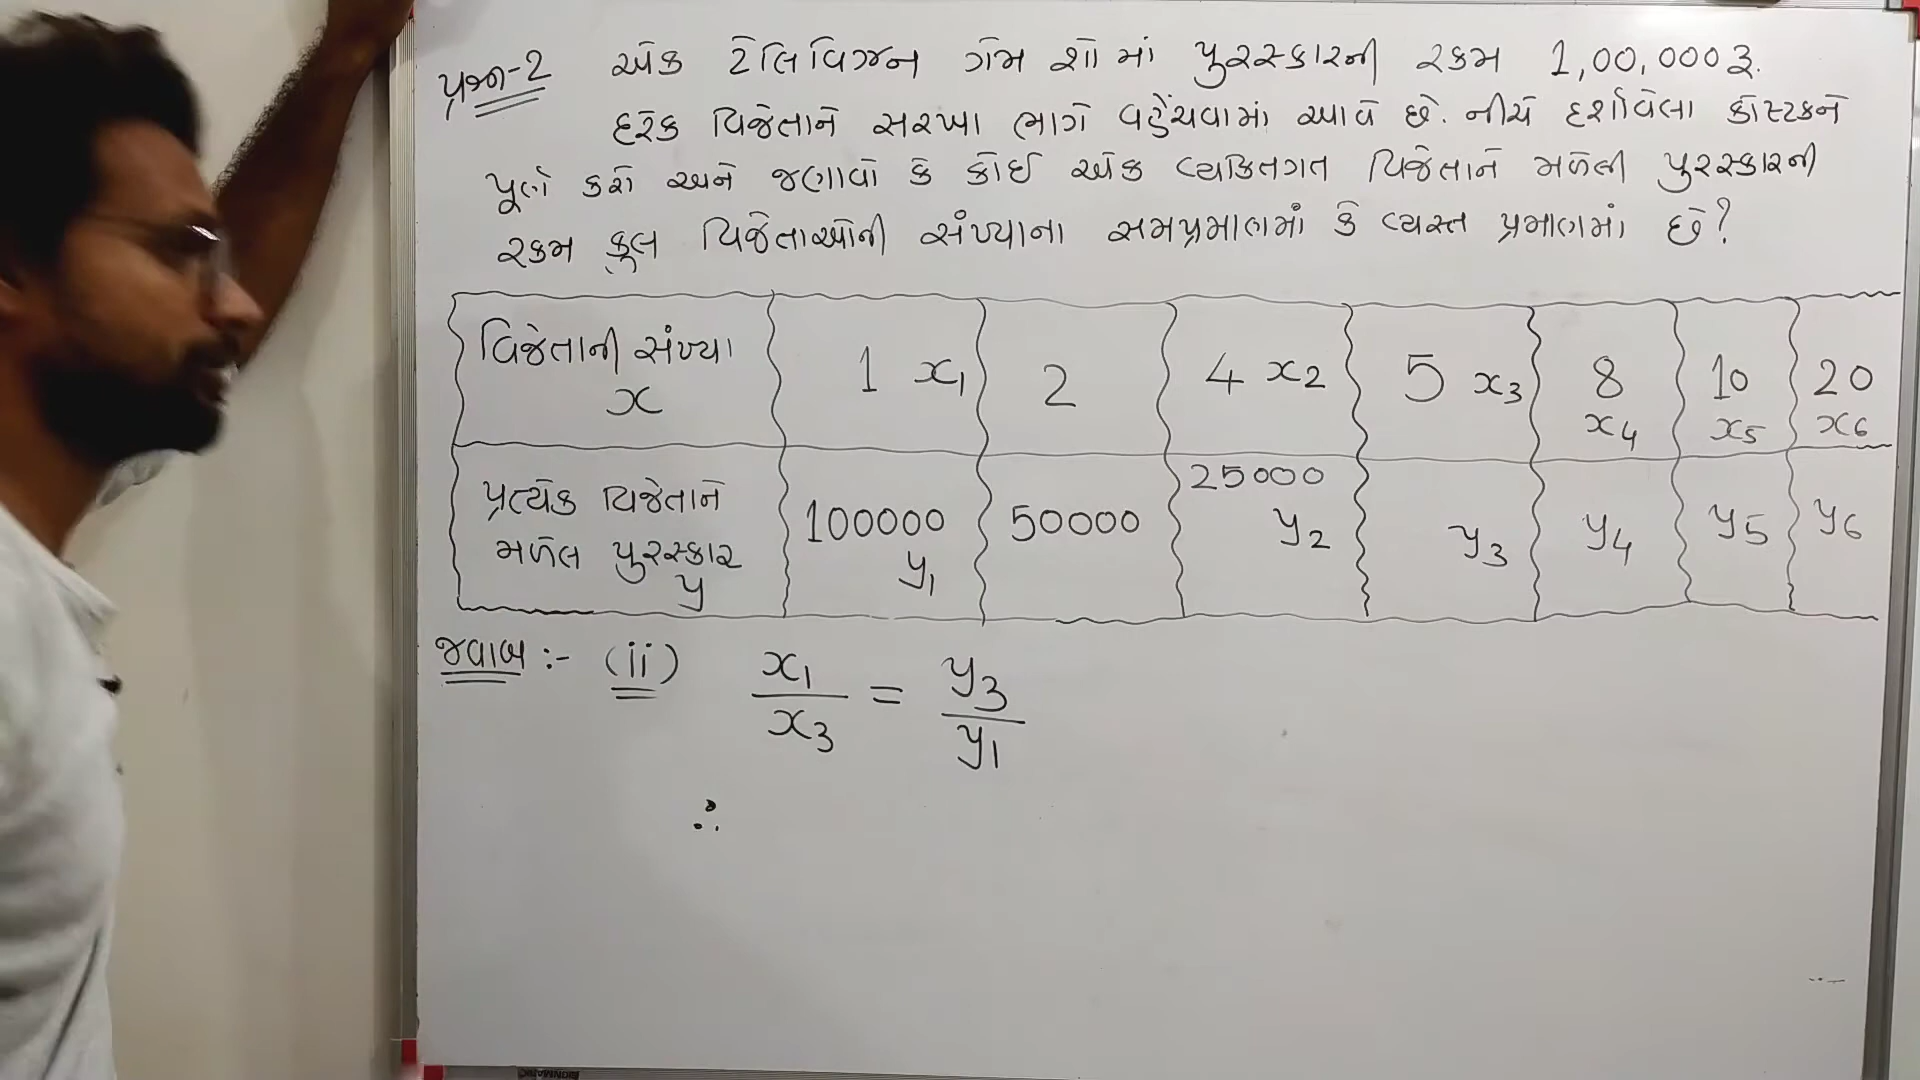 પ્રશ્ન-2 એક ટેલિવિઝન ગેમ શો માં પુરસ્કારની રકમ 1,00,000 રૂ.
દરેક વિજેતાને સરખા ભાગે વહેંચવામાં આવે છે. નીચે દર્શાવેલા કોષ્ટકને
પૂર્ણ કરો અને જણાવો કે કોઈ એક વ્યકિતગત વિજેતાને મળેલી પુરસ્કારની
રકમ કુલ વિજેતાઓની સંખ્યાના સમપ્રમાણમાં કે વ્યસ્ત પ્રમાણમાં છે?
વિજેતાની સંખ્યા x 1 x₁ 2 4 x₂ 5 x₃ 8 x₄ 10 x₅ 20 x₆
પ્રત્યેક વિજેતાને મળેલ પુરસ્કાર y 100000 y₁ 50000 25000 y₂ y₃ y₄ y₅ y₆
જવાબ :- (ii) x₁/x₃ = y₃/y₁
∴